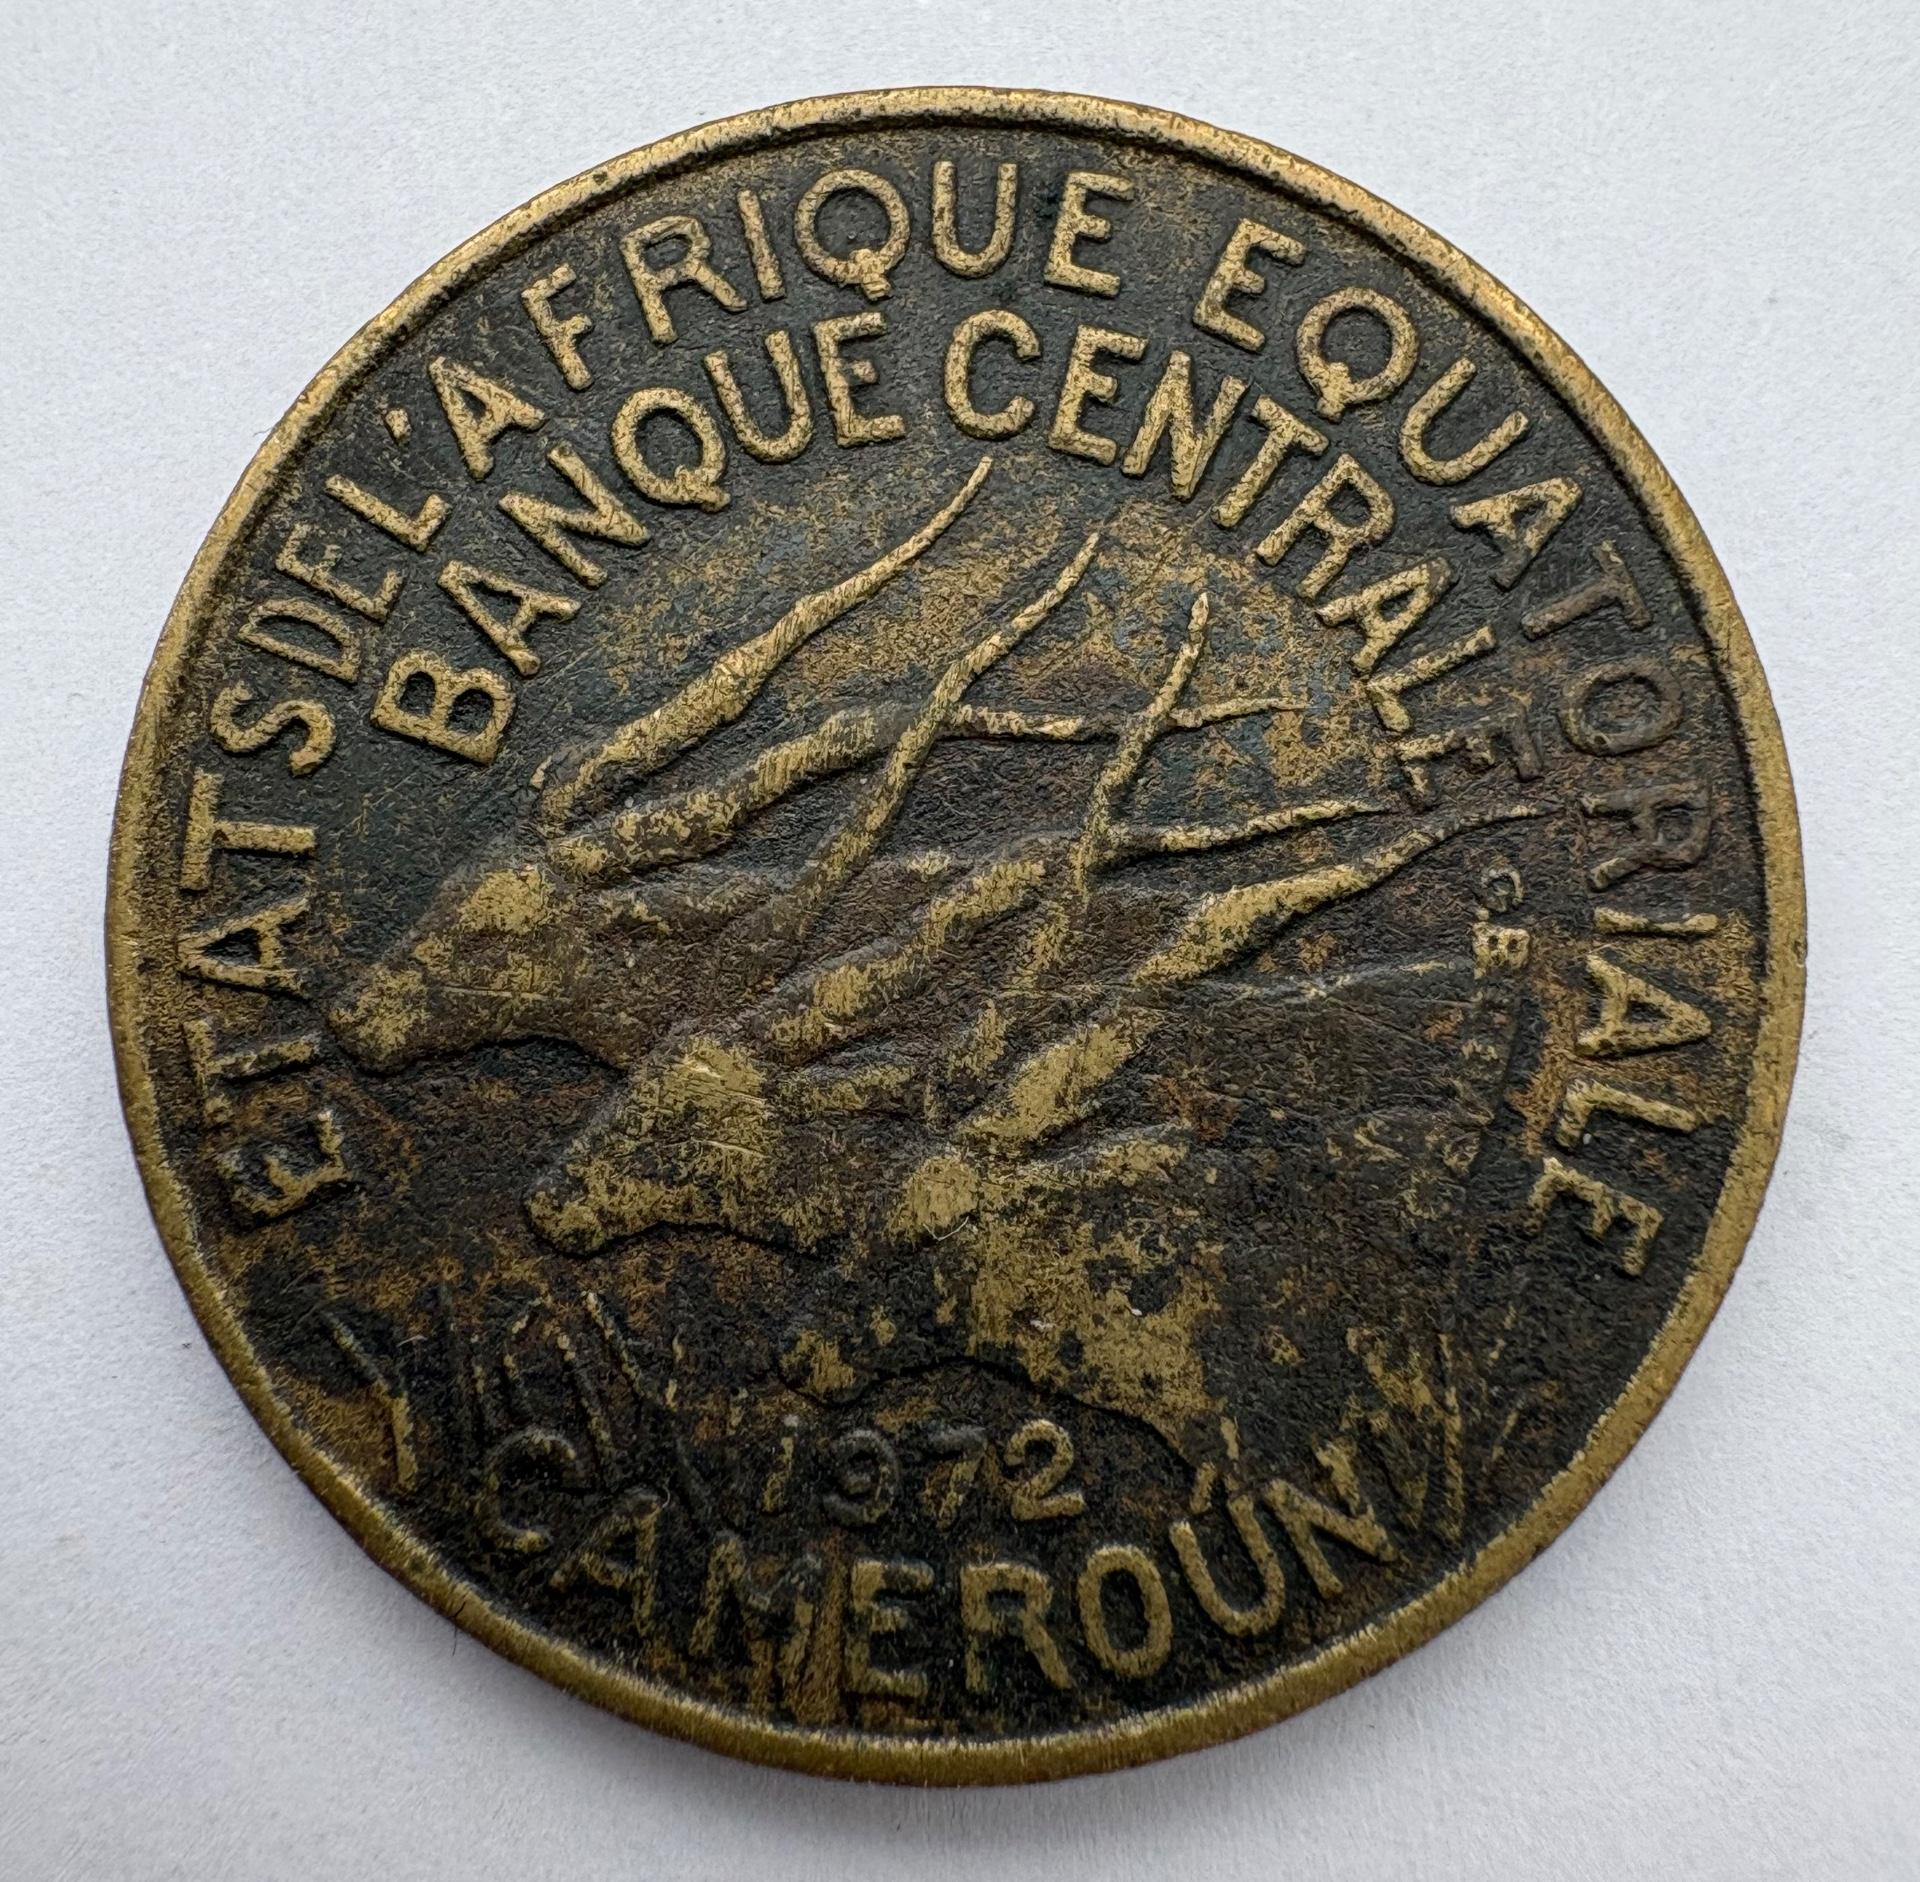 ETATS DE L'AFRIQUE EQUATORIALE
BANQUE CENTRALE
G.B.L.
1972
CAMEROUN